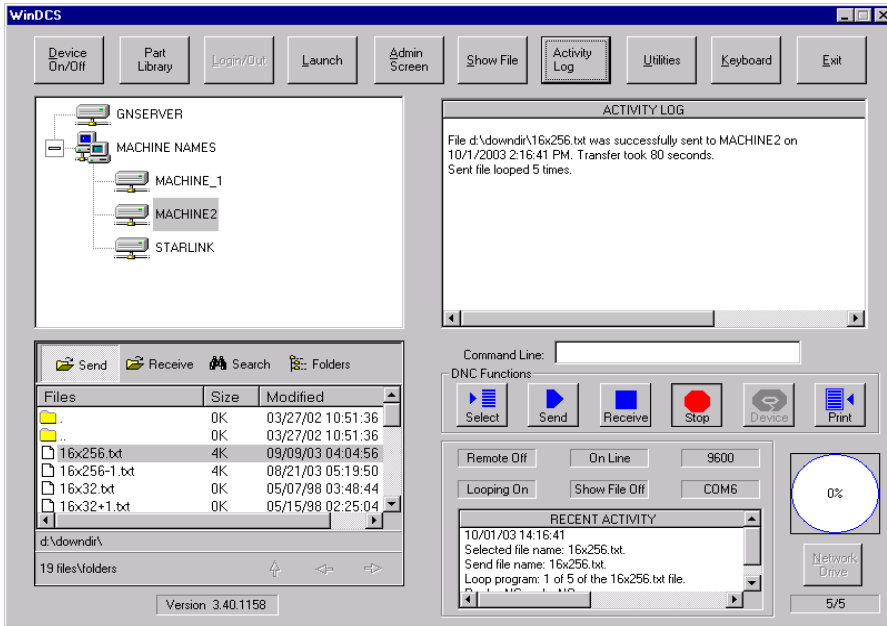 WinDCS
Device On/Off
Part Library
Login/Out
Launch
Admin Screen
Show File
Activity Log
Utilities
Keyboard
Exit
GNSERVER
MACHINE NAMES
MACHINE_1
MACHINE2
STARLINK
ACTIVITY LOG
File d:\downdir\16x256.txt was successfully sent to MACHINE2 on
10/1/2003 2:16:41 PM. Transfer took 80 seconds.
Sent file looped 5 times.
Send Receive Search Folders
Files Size Modified
. 0K 03/27/02 10:51:36
.. 0K 03/27/02 10:51:36
16x256.txt 4K 09/09/03 04:04:56
16x256-1.txt 4K 08/21/03 05:19:50
16x32.txt 0K 05/07/98 03:48:44
16x32+1.txt 0K 05/15/98 02:25:04
d:\downdir\
19 files\folders
Version 3.40.1158
Command Line:
DNC Functions
Select Send Receive Stop Device Print
Remote Off On Line 9600
Looping On Show File Off COM6
RECENT ACTIVITY
10/01/03 14:16:41
Selected file name: 16x256.txt.
Send file name: 16x256.txt.
Loop program: 1 of 5 of the 16x256.txt file.
0%
Network Drive
5/5